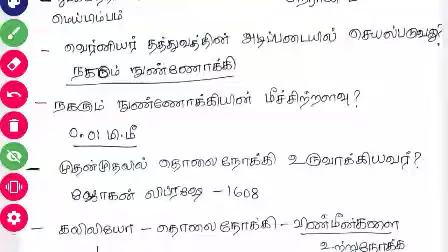 மெய்பிம்பம்
- வெர்னியர் தத்துவத்தின் அடிப்படையில் செயல்படுவது
நகரும் நுண்ணோக்கி
- நகரும் நுண்ணோக்கியின் மீச்சிற்றளவு?
0.01 மி.மீ
- முதன்முதலில் தொலைநோக்கி உருவாக்கியவர்?
ஜோகன் லிப்ரஷே - 1608
- கலிலியோ - தொலைநோக்கி - விண்மீன்களை
உற்றுநோக்க